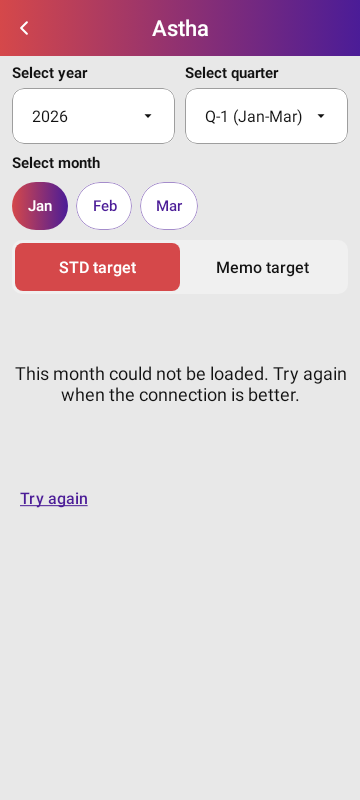 Astha
Select year
Select quarter
2026
Q-1 (Jan-Mar)
Select month
Jan
Feb
Mar
STD target
Memo target
This month could not be loaded. Try again
when the connection is better.
Try again